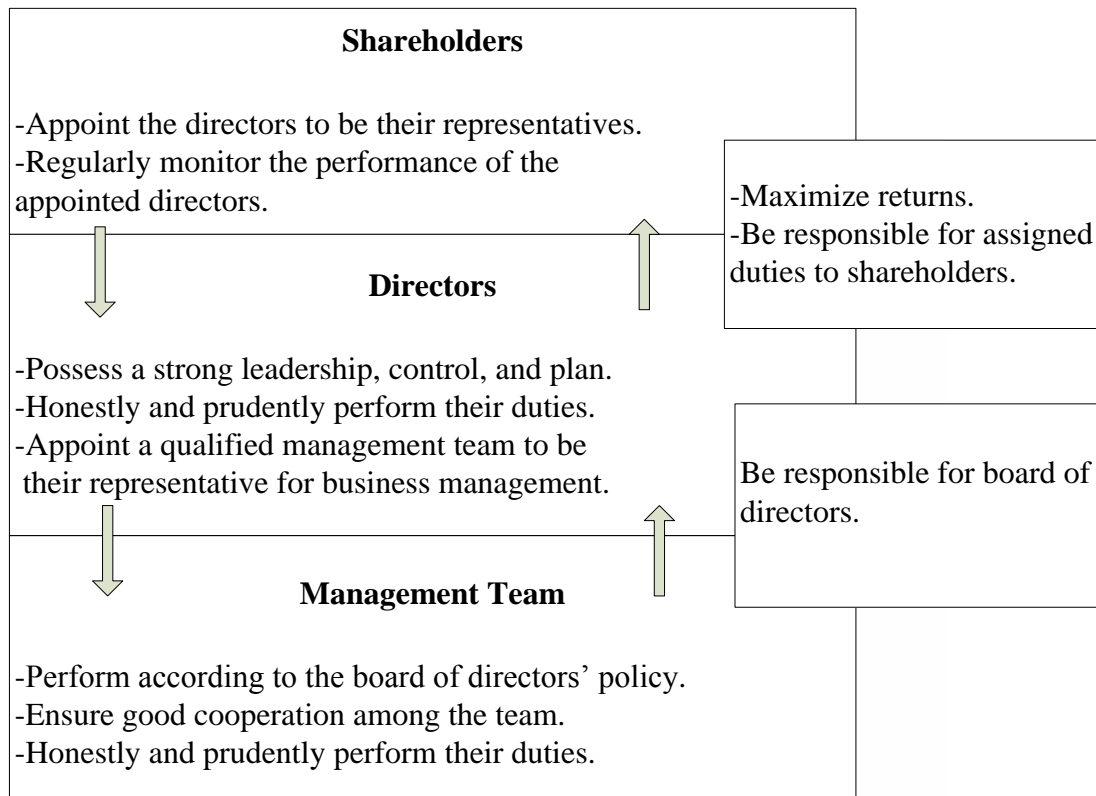 Shareholders
-Appoint the directors to be their representatives.
-Regularly monitor the performance of the
appointed directors.
-Maximize returns.
-Be responsible for assigned
duties to shareholders.
Directors
-Possess a strong leadership, control, and plan.
-Honestly and prudently perform their duties.
-Appoint a qualified management team to be
their representative for business management.
Be responsible for board of
directors.
Management Team
-Perform according to the board of directors’ policy.
-Ensure good cooperation among the team.
-Honestly and prudently perform their duties.